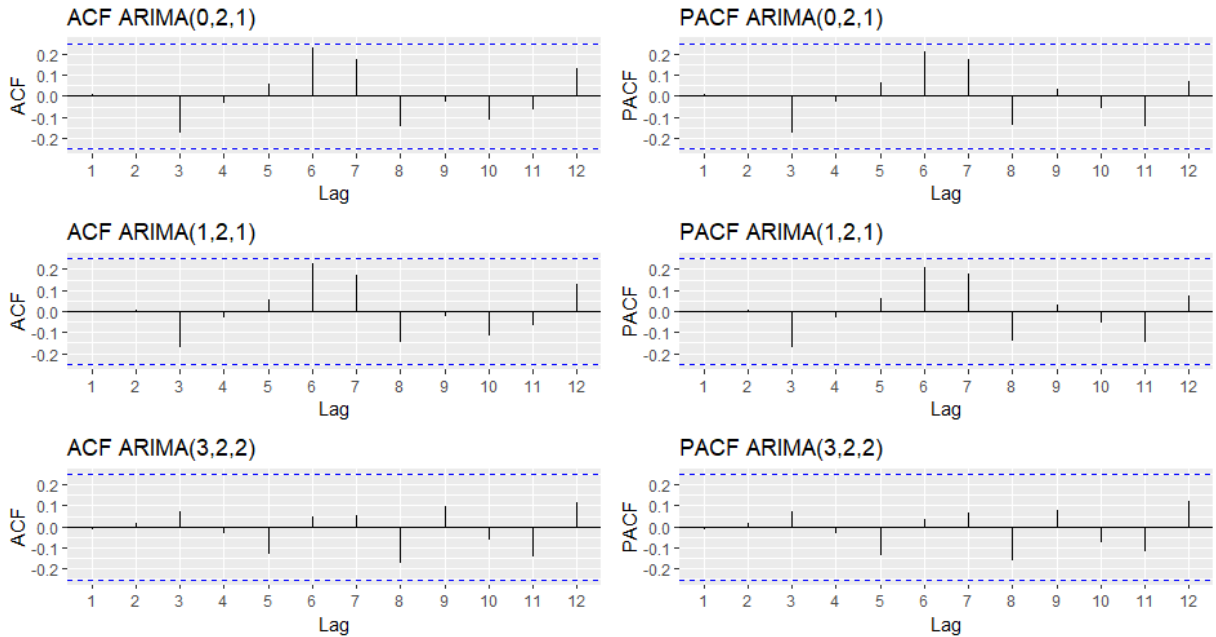 ACF ARIMA(0,2,1)
ACF
0.2
0.1
0.0
-0.1
-0.2
1 2 3 4 5 6 7 8 9 10 11 12
Lag
PACF ARIMA(0,2,1)
PACF
0.2
0.1
0.0
-0.1
-0.2
1 2 3 4 5 6 7 8 9 10 11 12
Lag
ACF ARIMA(1,2,1)
ACF
0.2
0.1
0.0
-0.1
-0.2
1 2 3 4 5 6 7 8 9 10 11 12
Lag
PACF ARIMA(1,2,1)
PACF
0.2
0.1
0.0
-0.1
-0.2
1 2 3 4 5 6 7 8 9 10 11 12
Lag
ACF ARIMA(3,2,2)
ACF
0.2
0.1
0.0
-0.1
-0.2
1 2 3 4 5 6 7 8 9 10 11 12
Lag
PACF ARIMA(3,2,2)
PACF
0.2
0.1
0.0
-0.1
-0.2
1 2 3 4 5 6 7 8 9 10 11 12
Lag